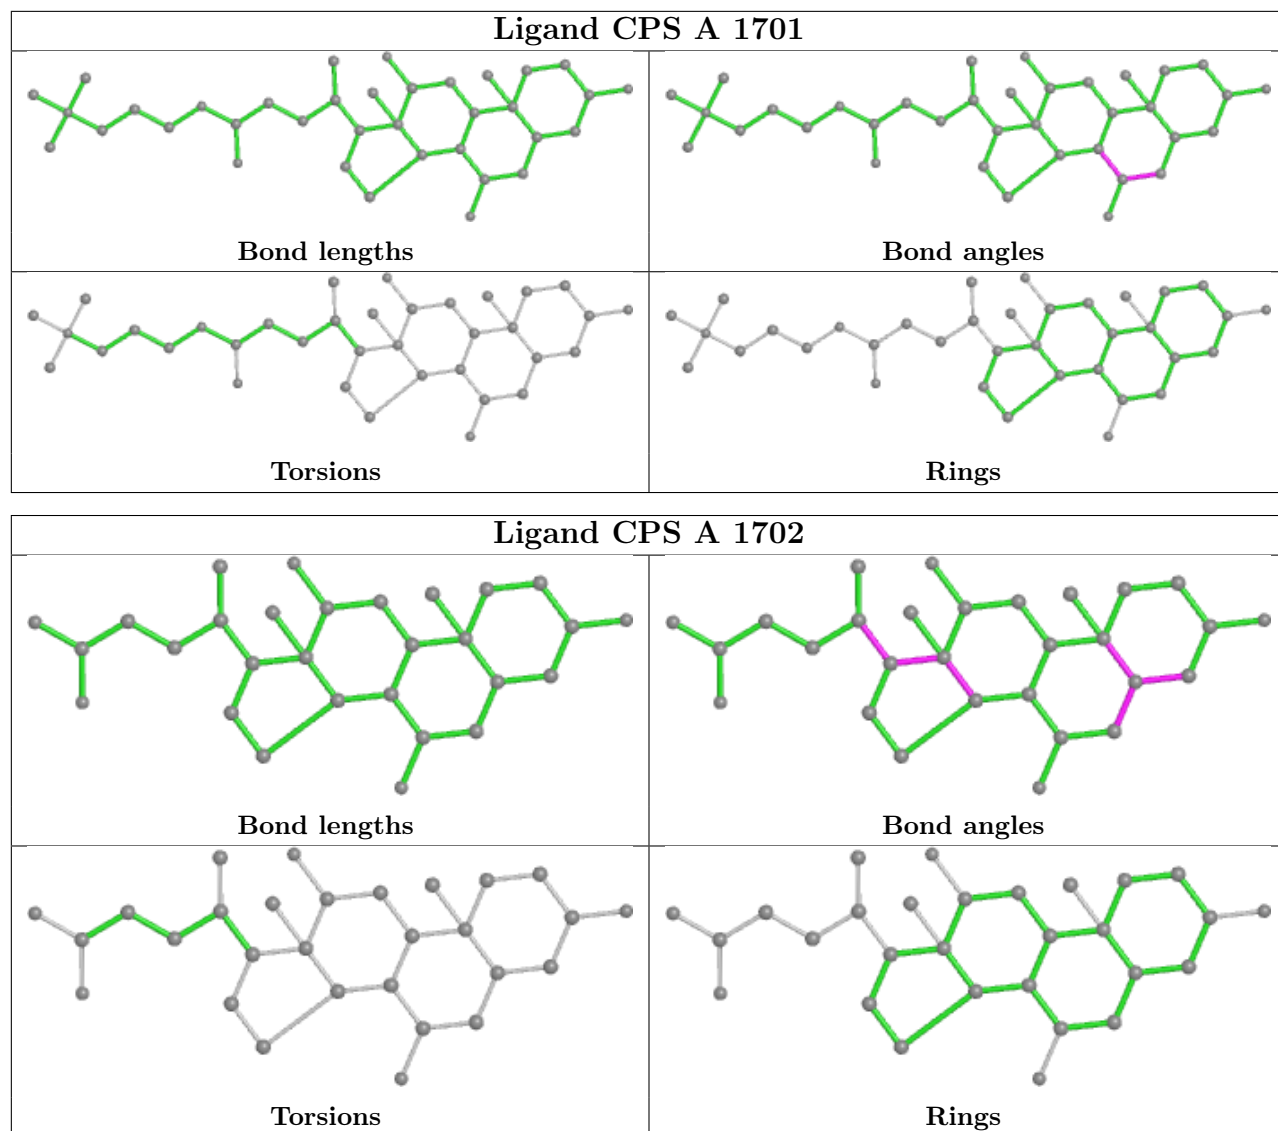 Ligand CPS A 1701
Bond lengths
Bond angles
Torsions
Rings
Ligand CPS A 1702
Bond lengths
Bond angles
Torsions
Rings